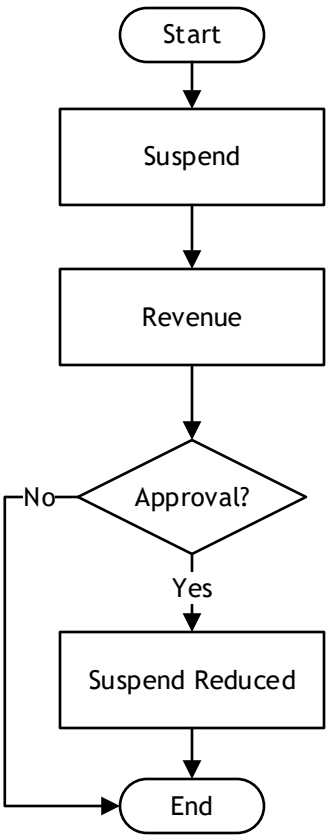 Start
Suspend
Revenue
Approval?
No
Yes
Suspend Reduced
End